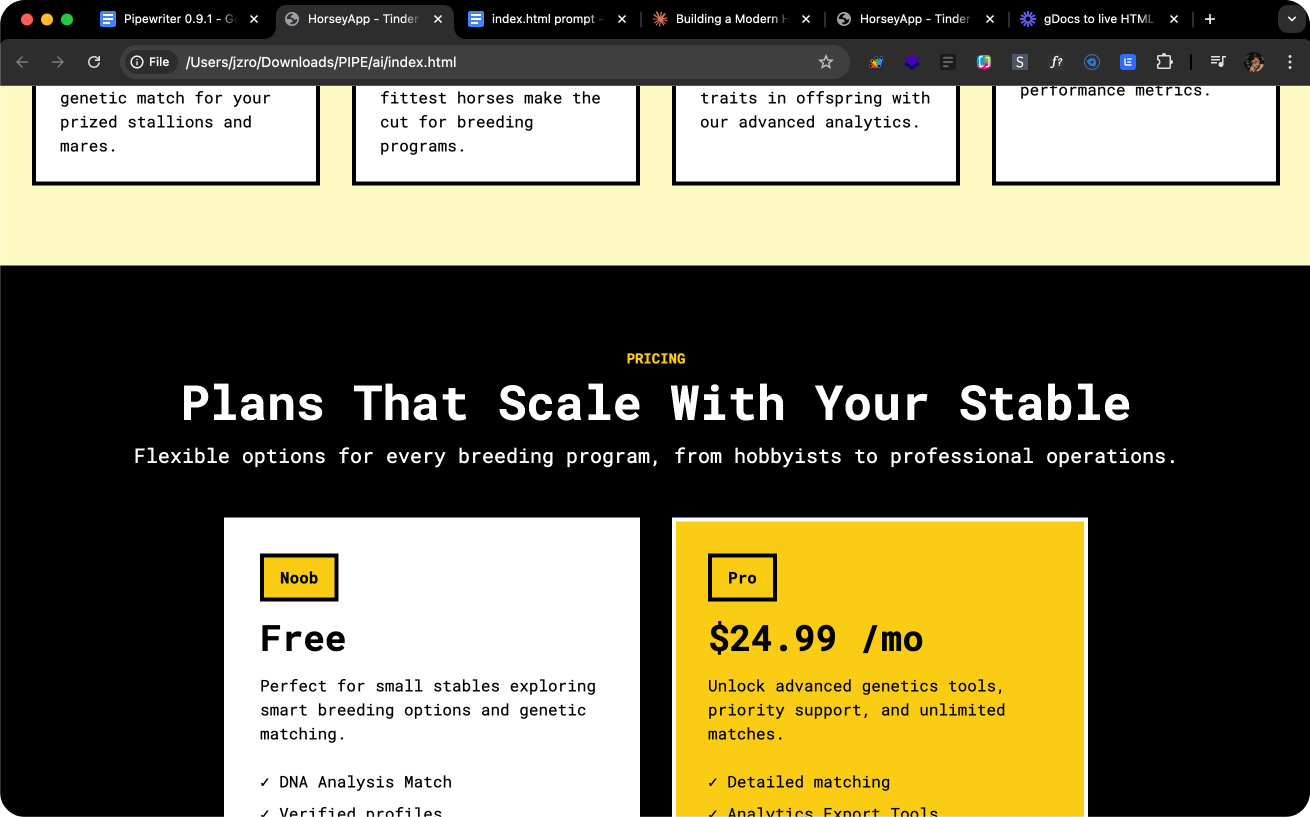 Pipewriter 0.9.1 - G
HorseyApp - Tinder
index.html prompt -
Building a Modern H
HorseyApp - Tinder
gDocs to live HTML
File
/Users/jzro/Downloads/PIPE/ai/index.html
S
f?
genetic match for your
prized stallions and
mares.
fittest horses make the
cut for breeding
programs.
traits in offspring with
our advanced analytics.
performance metrics.
PRICING
Plans That Scale With Your Stable
Flexible options for every breeding program, from hobbyists to professional operations.
Noob
Free
Perfect for small stables exploring
smart breeding options and genetic
matching.
✓ DNA Analysis Match
✓ Verified profiles
Pro
$24.99 /mo
Unlock advanced genetics tools,
priority support, and unlimited
matches.
✓ Detailed matching
✓ Analytics Export Tools